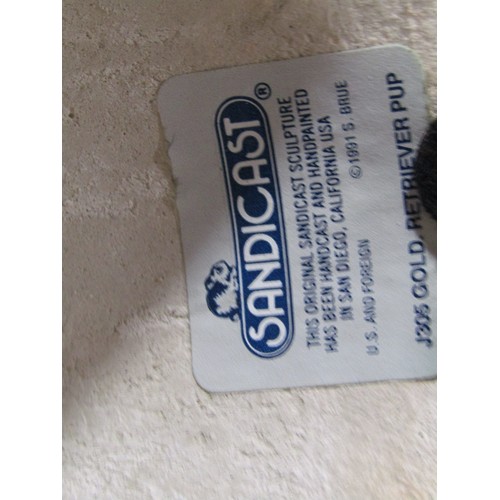 SANDICAST®
THIS ORIGINAL SANDICAST SCULPTURE
HAS BEEN HANDCAST AND HANDPAINTED
IN SAN DIEGO, CALIFORNIA USA
U.S. AND FOREIGN ©1991 S. BRUE
J305 GOLD. RETRIEVER PUP